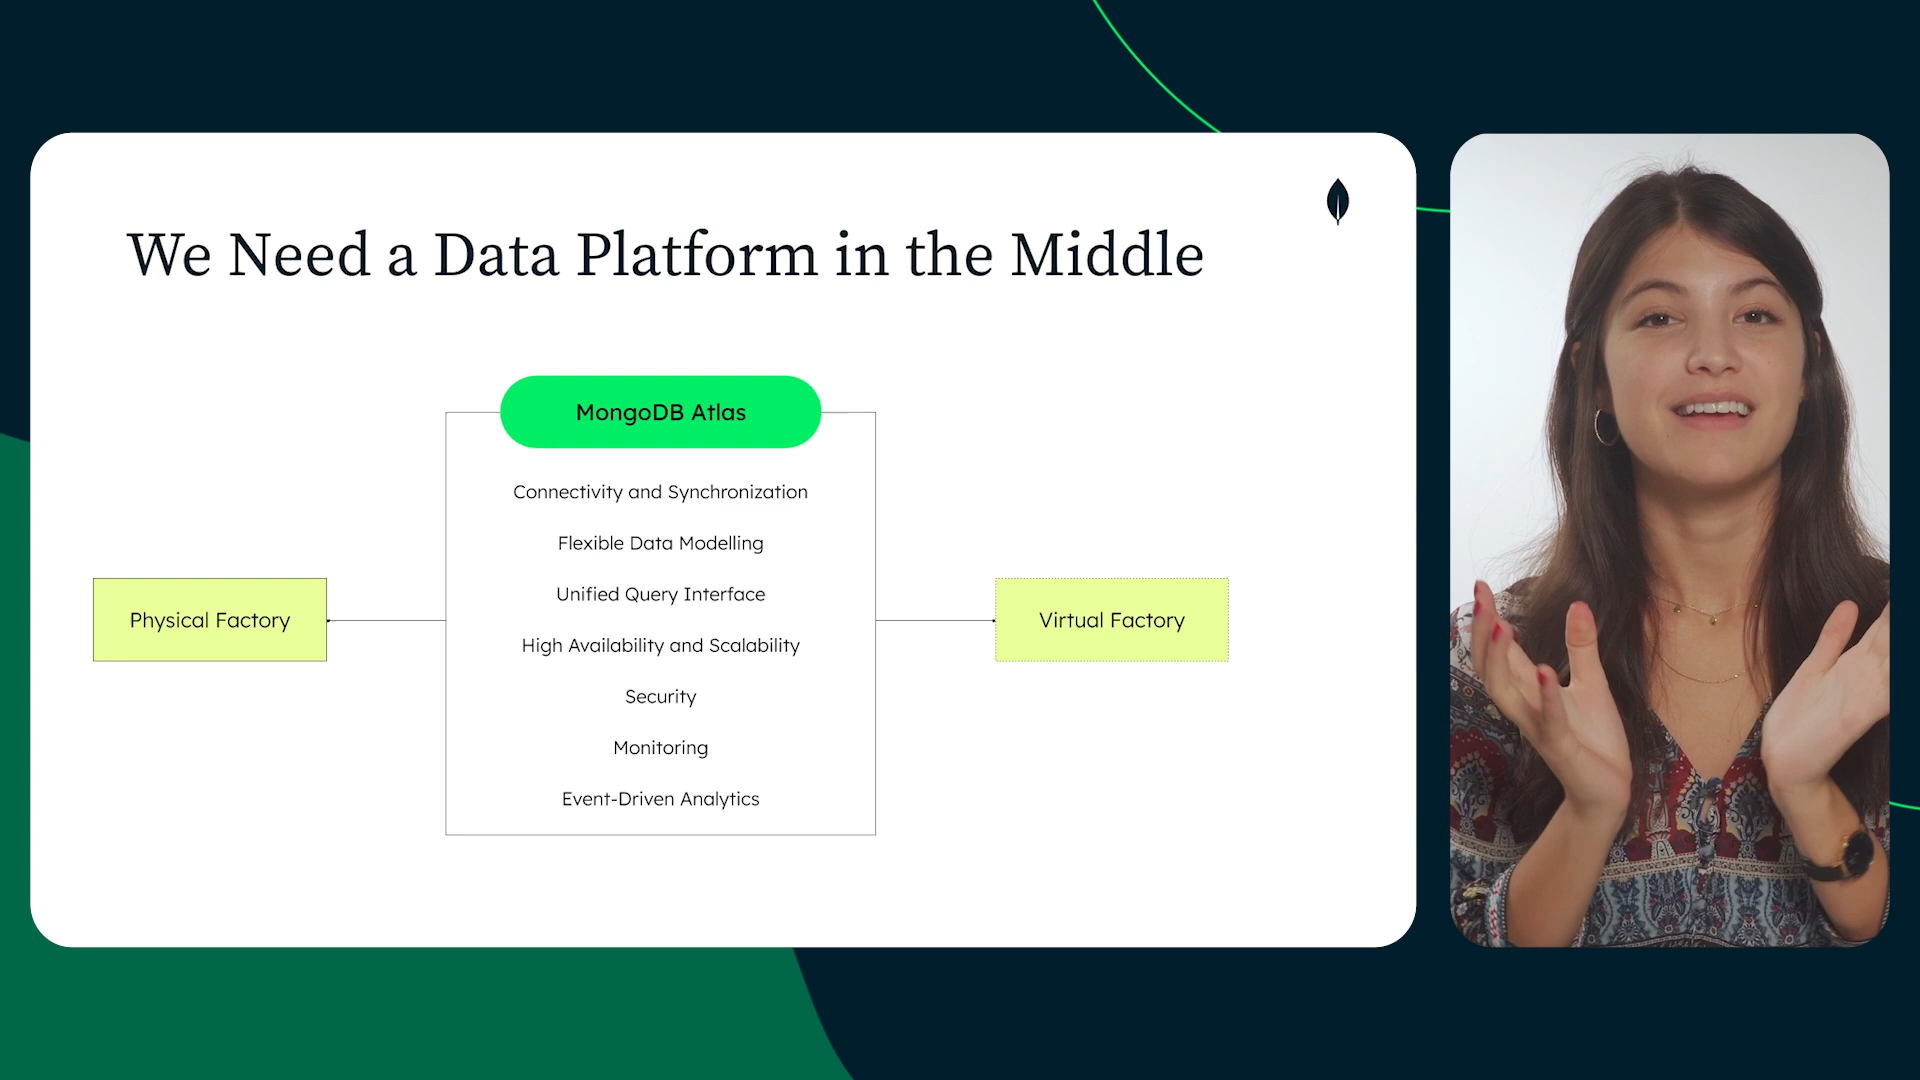 We Need a Data Platform in the Middle
MongoDB Atlas
Connectivity and Synchronization
Flexible Data Modelling
Unified Query Interface
High Availability and Scalability
Security
Monitoring
Event-Driven Analytics
Physical Factory
Virtual Factory